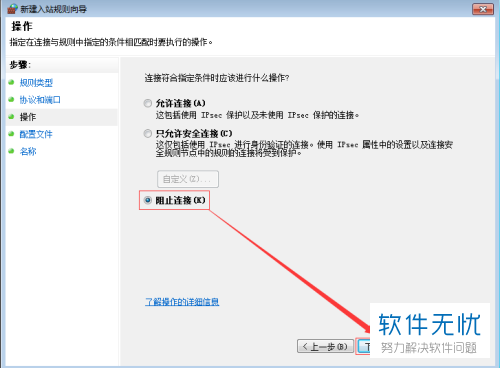 新建入站规则向导
操作
指定在连接与规则中指定的条件相匹配时要执行的操作。
步骤:
规则类型
协议和端口
操作
配置文件
名称
连接符合指定条件时应该进行什么操作?
允许连接(A)
这包括使用 IPsec 保护以及未使用 IPsec 保护的连接。
只允许安全连接(C)
这仅包括使用 IPsec 进行身份验证的连接。使用 IPsec 属性中的设置以及连接安
全规则节点中的规则的连接将受到保护。
自定义(Z)...
阻止连接(K)
了解操作的详细信息
< 上一步(B)
下
软件无忧
努力解决软件问题